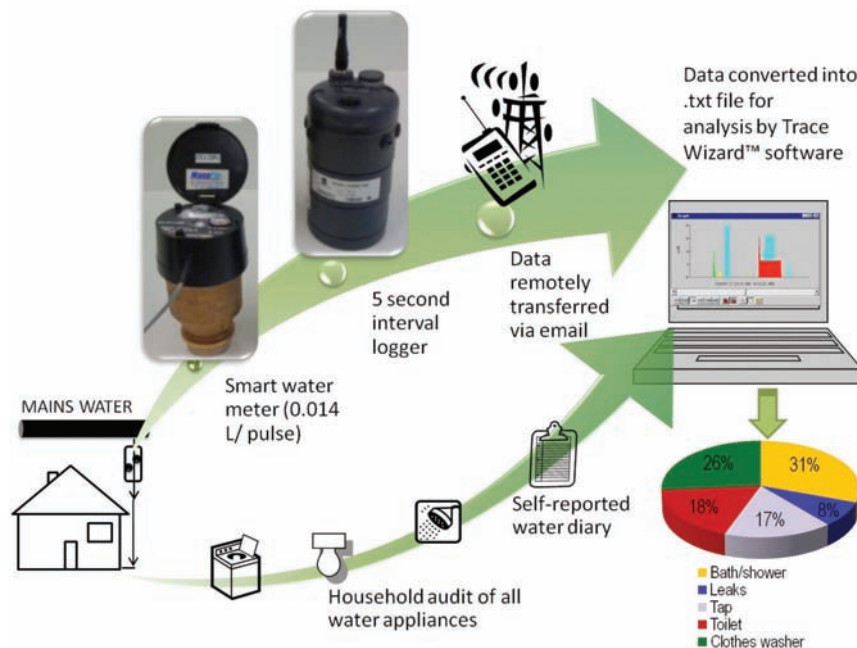 Data converted into
.txt file for
analysis by Trace
Wizard™ software
Data
remotely
transferred
via email
5 second
interval
logger
Smart water
meter (0.014
L/ pulse)
MAINS WATER
Self-reported
water diary
Household audit of all
water appliances
26%
31%
18%
17%
8%
Bath/shower
Leaks
Tap
Toilet
Clothes washer